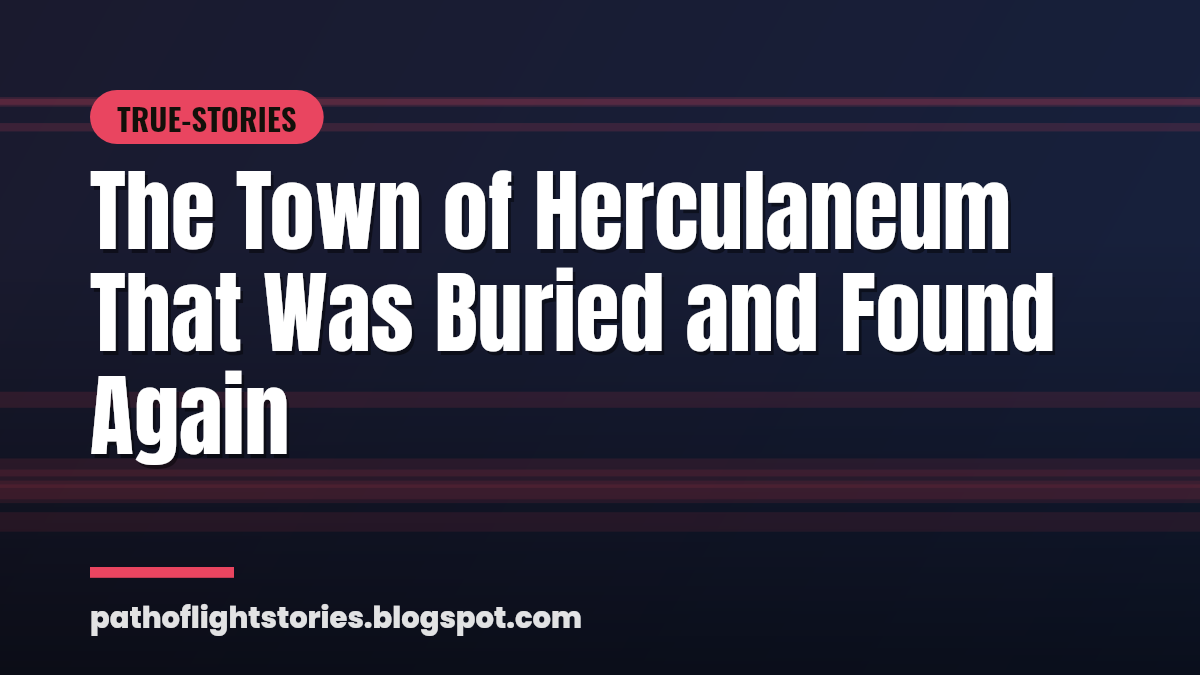 TRUE-STORIES
The Town of Herculaneum
That Was Buried and Found
Again
pathoflightstories.blogspot.com